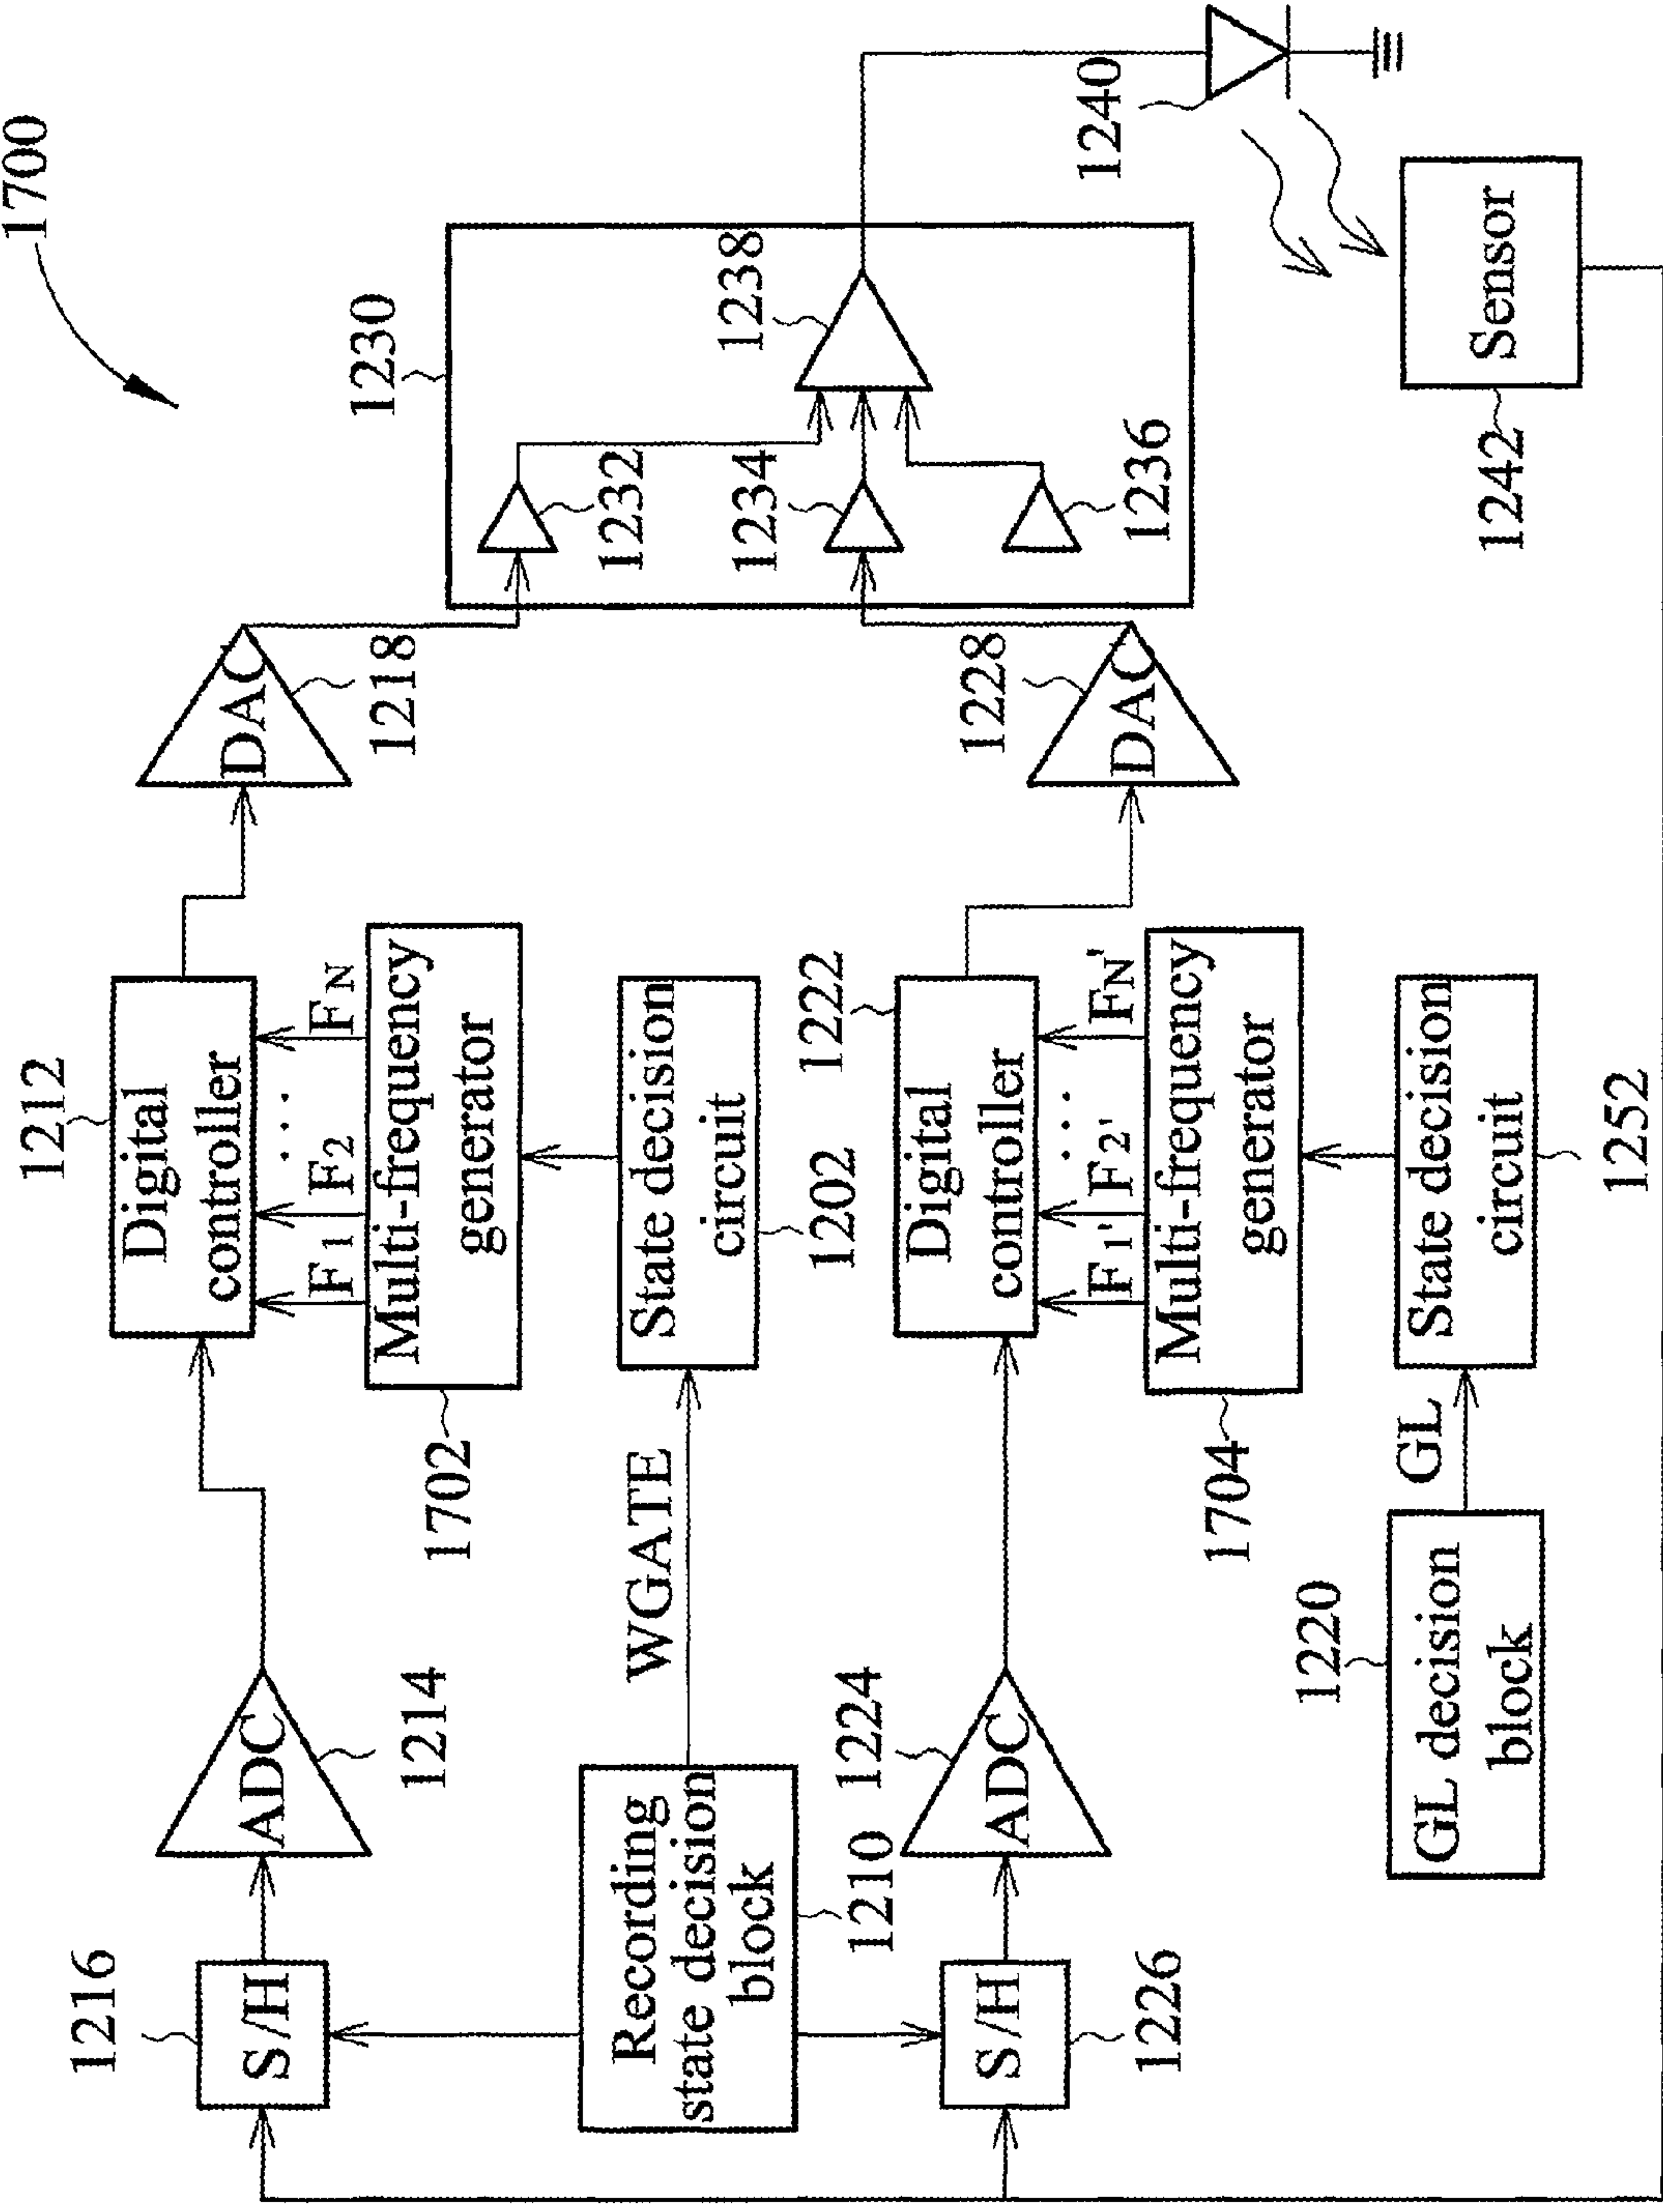 1700
1216
S/H
ADC
1214
1212
Digital
controller
F1
F2
...
FN
Multi-frequency
generator
1702
DAC
1218
1230
1232
1234
1236
1238
1240
Recording
state decision
block
1210
WGATE
State decision
circuit
1202
S/H
1226
ADC
1224
1222
Digital
controller
F1'
F2'
...
FN'
Multi-frequency
generator
1704
DAC
1228
Sensor
1242
1220
GL decision
block
GL
State decision
circuit
1252